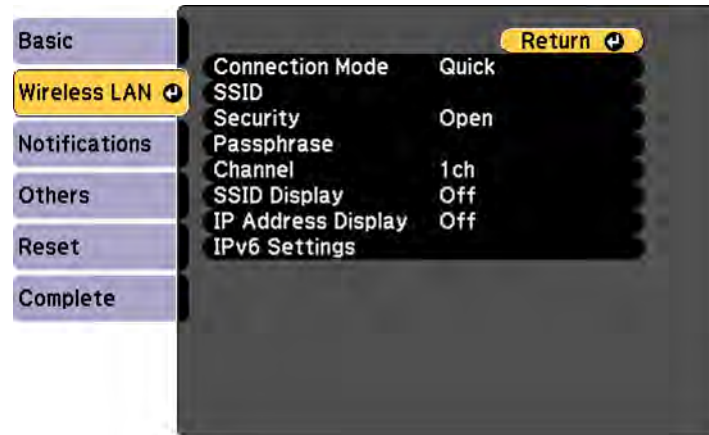 Basic
Wireless LAN
Notifications
Others
Reset
Complete
Return
Connection Mode Quick
SSID
Security Open
Passphrase
Channel 1ch
SSID Display Off
IP Address Display Off
IPv6 Settings